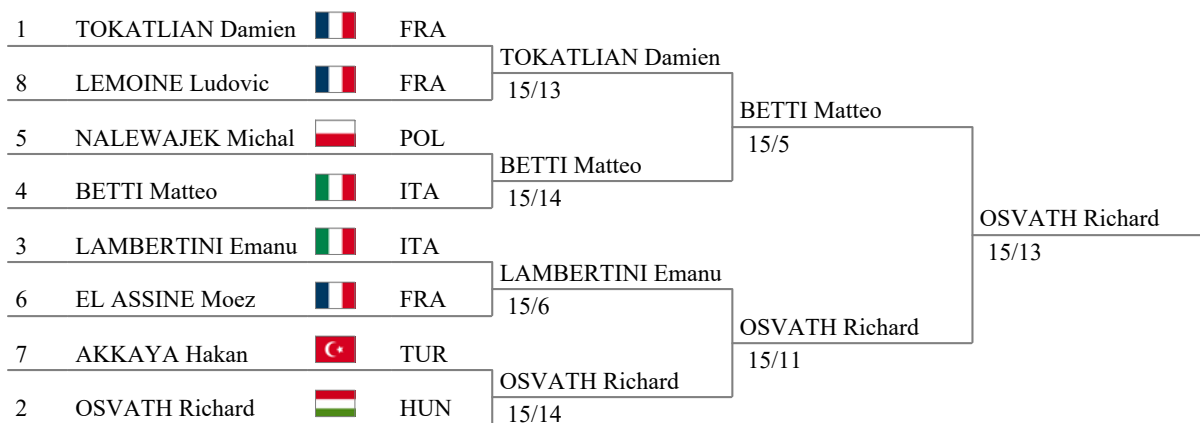 1 TOKATLIAN Damien FRA
TOKATLIAN Damien
15/13
8 LEMOINE Ludovic FRA
BETTI Matteo
15/5
5 NALEWAJEK Michal POL
BETTI Matteo
15/14
4 BETTI Matteo ITA
OSVATH Richard
15/13
3 LAMBERTINI Emanu ITA
LAMBERTINI Emanu
15/6
6 EL ASSINE Moez FRA
OSVATH Richard
15/11
7 AKKAYA Hakan TUR
OSVATH Richard
15/14
2 OSVATH Richard HUN